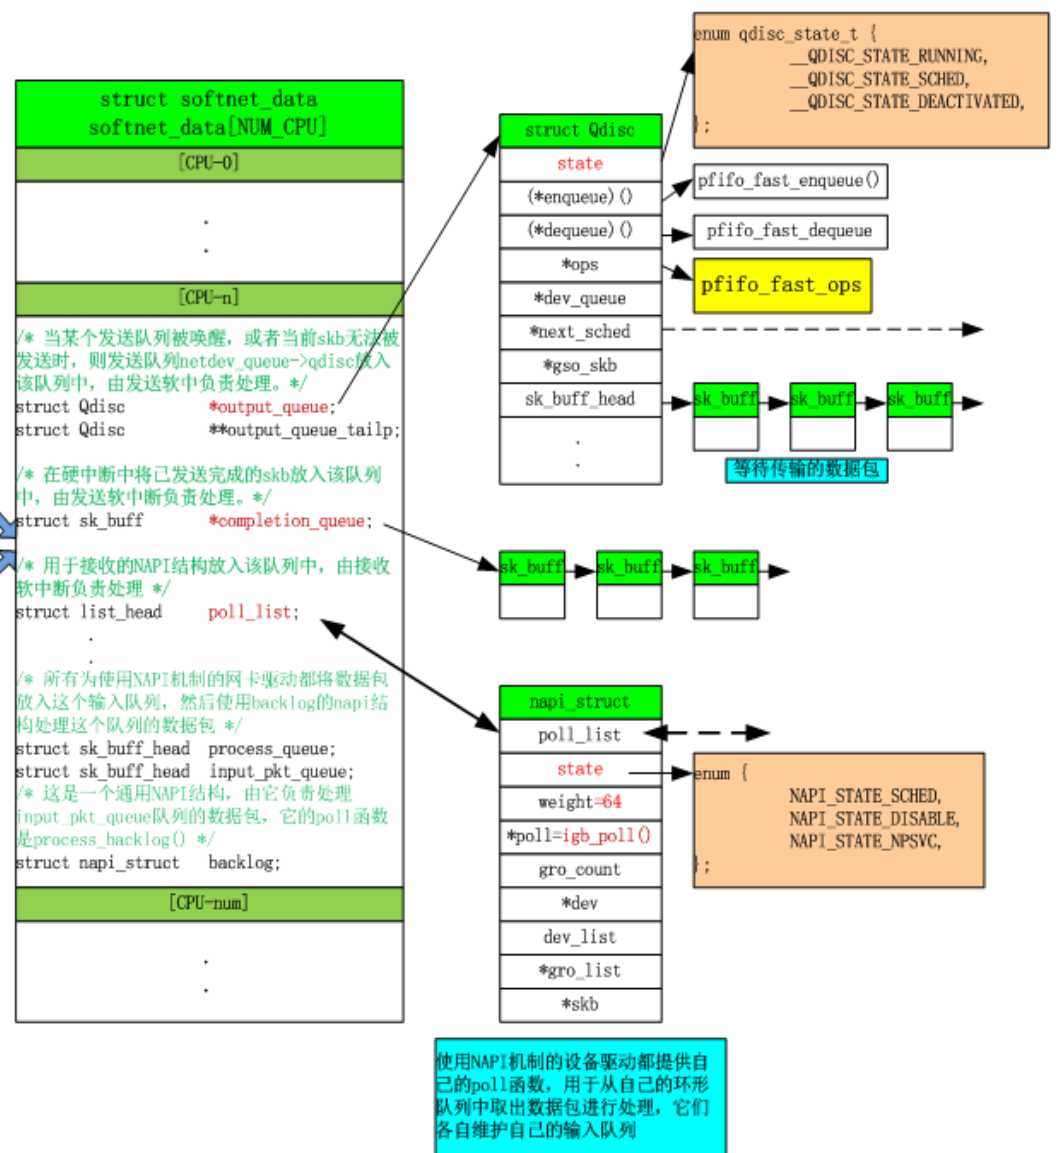 struct softnet_data
softnet_data[NUM_CPU]
[CPU-0]
.
.
[CPU-n]
/* 当某个发送队列被唤醒，或者当前skb无法被
发送时，则发送队列netdev_queue->qdisc放入
该队列中，由发送软中负责处理。*/
struct Qdisc *output_queue;
struct Qdisc **output_queue_tailp;
/* 在硬中断中将已发送完成的skb放入该队列
中，由发送软中断负责处理。*/
struct sk_buff *completion_queue;
/* 用于接收的NAPI结构放入该队列中，由接收
软中断负责处理 */
struct list_head poll_list;
.
.
/* 所有为使用NAPI机制的网卡驱动都将数据包
放入这个输入队列，然后使用backlog的napi结
构处理这个队列的数据包 */
struct sk_buff_head process_queue;
struct sk_buff_head input_pkt_queue;
/* 这是一个通用NAPI结构，由它负责处理
input_pkt_queue队列的数据包，它的poll函数
是process_backlog() */
struct napi_struct backlog;
[CPU-num]
.
.
struct Qdisc
state
(*enqueue)()
(*dequeue)()
*ops
*dev_queue
*next_sched
*gso_skb
sk_buff_head
.
.
enum qdisc_state_t {
__QDISC_STATE_RUNNING,
__QDISC_STATE_SCHED,
__QDISC_STATE_DEACTIVATED,
};
pfifo_fast_enqueue()
pfifo_fast_dequeue
pfifo_fast_ops
sk_buff
sk_buff
sk_buff
等待传输的数据包
sk_buff
sk_buff
sk_buff
napi_struct
poll_list
state
weight=64
*poll=igb_poll()
gro_count
*dev
dev_list
*gro_list
*skb
enum {
NAPI_STATE_SCHED,
NAPI_STATE_DISABLE,
NAPI_STATE_NPSVC,
};
使用NAPI机制的设备驱动都提供自
己的poll函数，用于从自己的环形
队列中取出数据包进行处理，它们
各自维护自己的输入队列